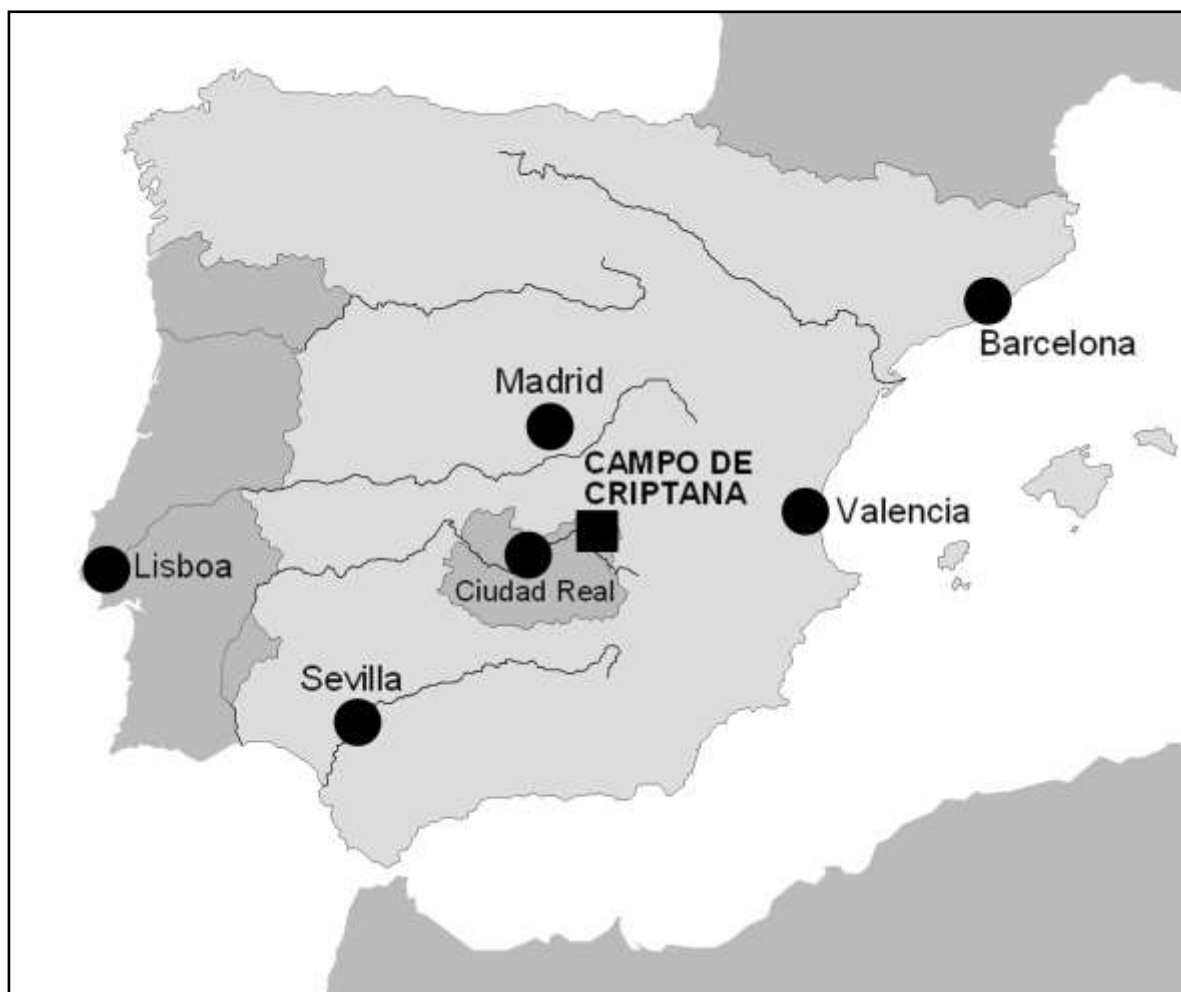 Barcelona
Madrid
CAMPO DE
CRIPTANA
Valencia
Lisboa
Ciudad Real
Sevilla